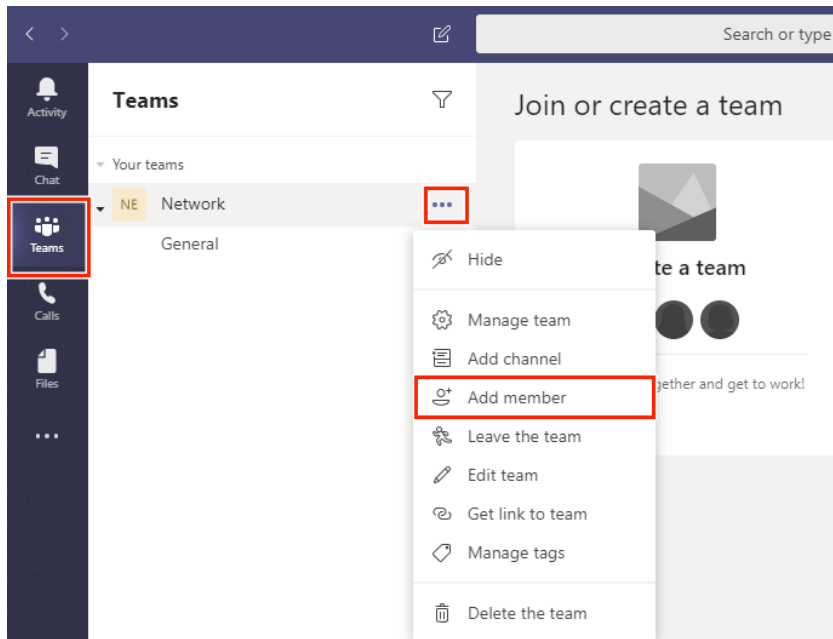 Search or type
Activity
Chat
Teams
Calls
Files
Teams
Your teams
NE Network
General
Hide
Manage team
Add channel
Add member
Leave the team
Edit team
Get link to team
Manage tags
Delete the team
Join or create a team
te a team
gether and get to work!